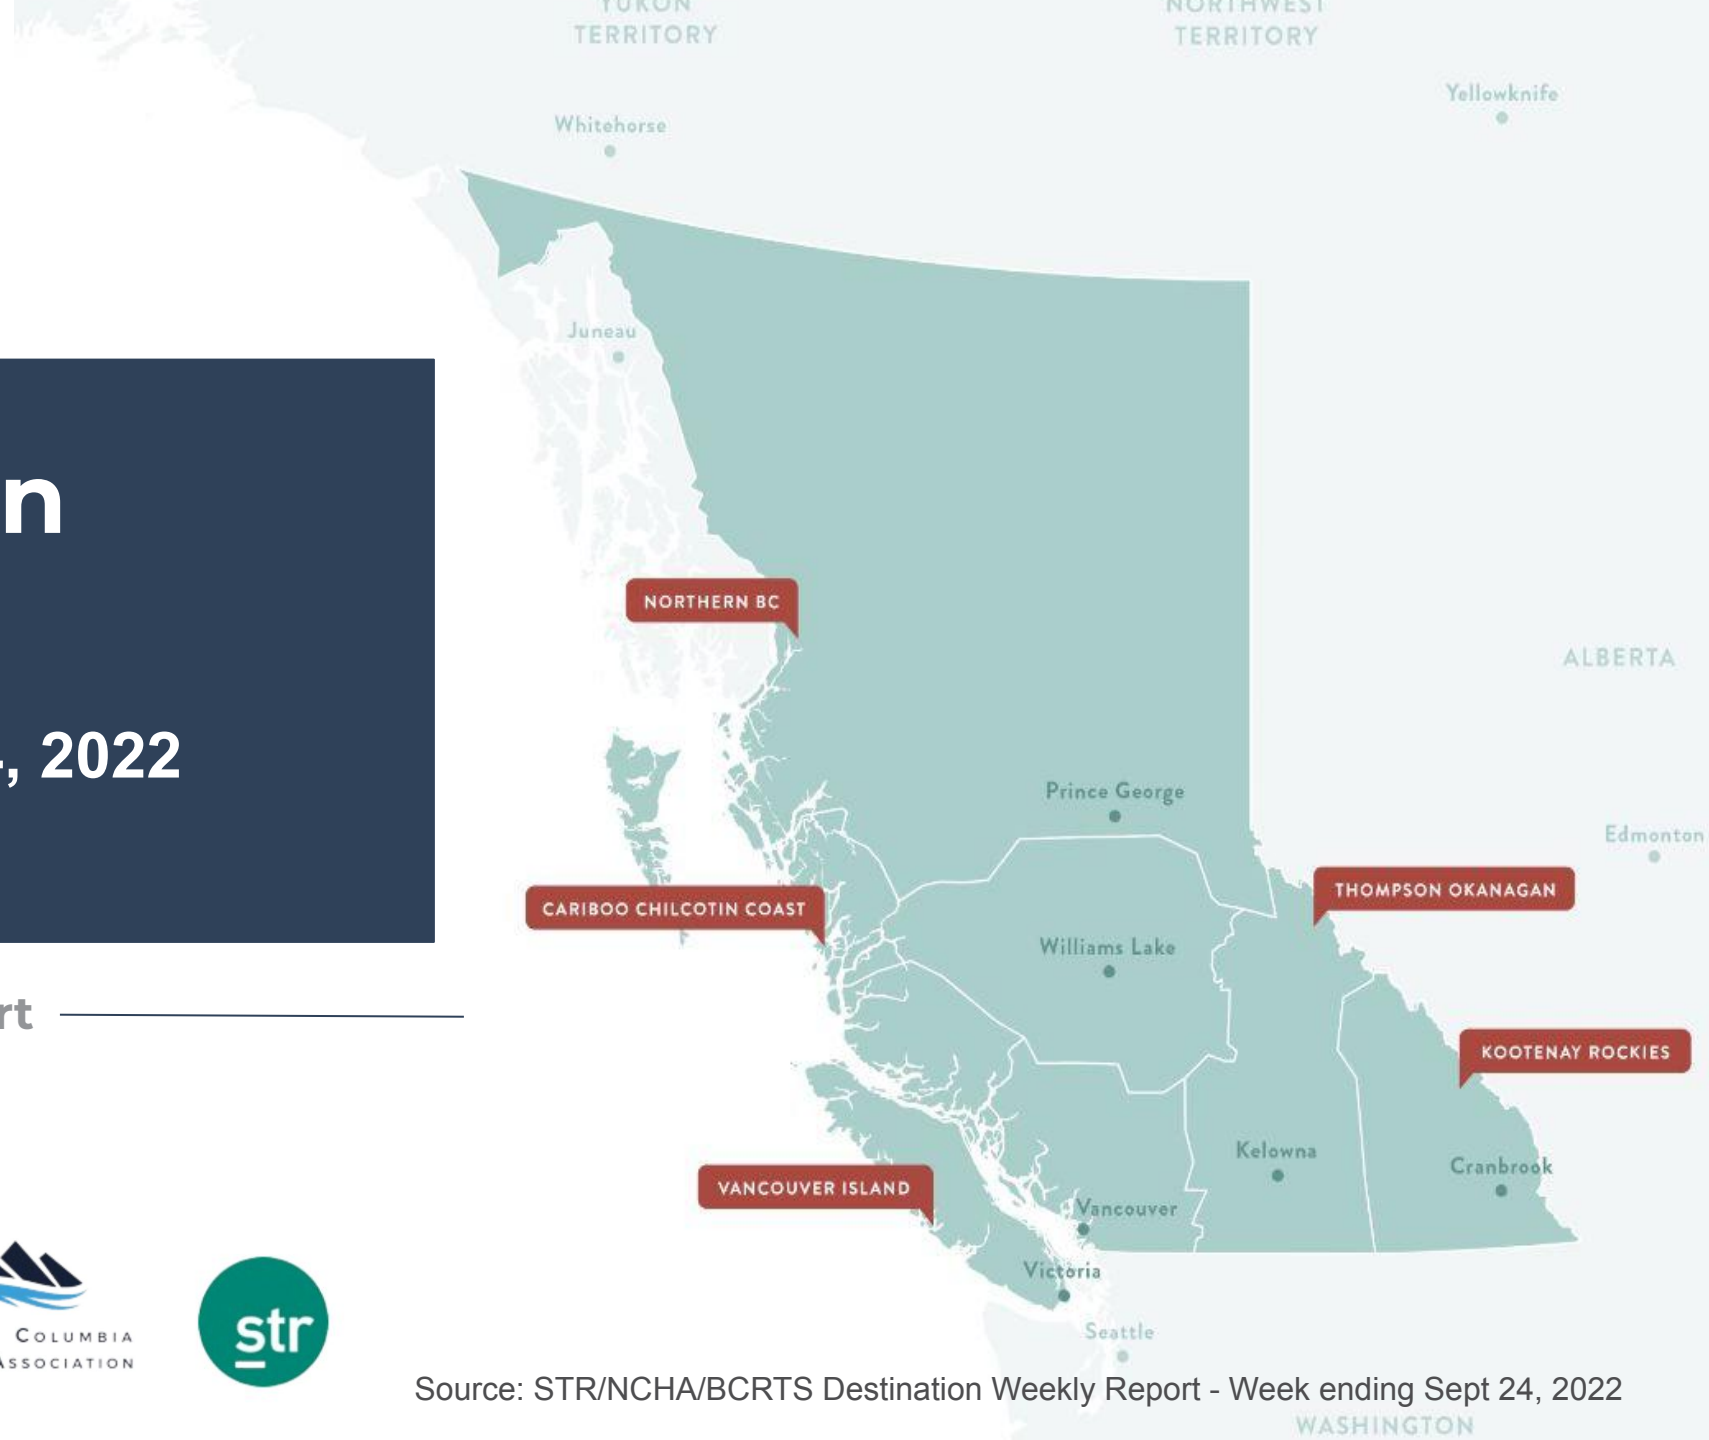 YUKON
TERRITORY
NORTHWEST
TERRITORY
Yellowknife
Whitehorse
Juneau
n
, 2022
NORTHERN BC
ALBERTA
Prince George
Edmonton
THOMPSON OKANAGAN
CARIBOO CHILCOTIN COAST
Williams Lake
rt
KOOTENAY ROCKIES
Kelowna
Cranbrook
VANCOUVER ISLAND
Vancouver
Victoria
COLUMBIA
ASSOCIATION
str
Seattle
Source: STR/NCHA/BCRTS Destination Weekly Report - Week ending Sept 24, 2022
WASHINGTON